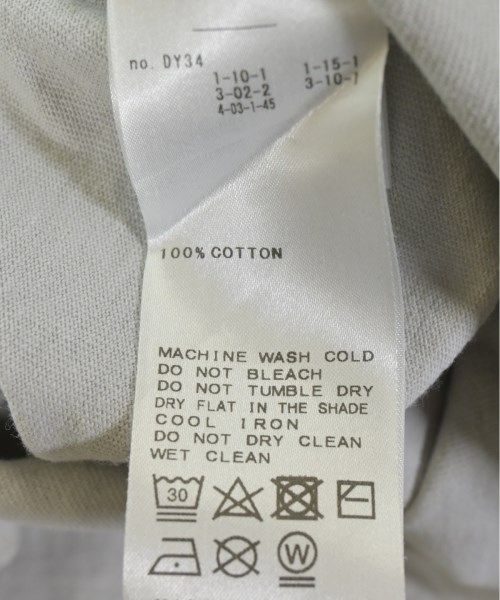 no. DY34
1-10-1 1-15-1
3-02-2 3-10-1
4-03-1-45
100% COTTON
MACHINE WASH COLD
DO NOT BLEACH
DO NOT TUMBLE DRY
DRY FLAT IN THE SHADE
COOL IRON
DO NOT DRY CLEAN
WET CLEAN
30
W